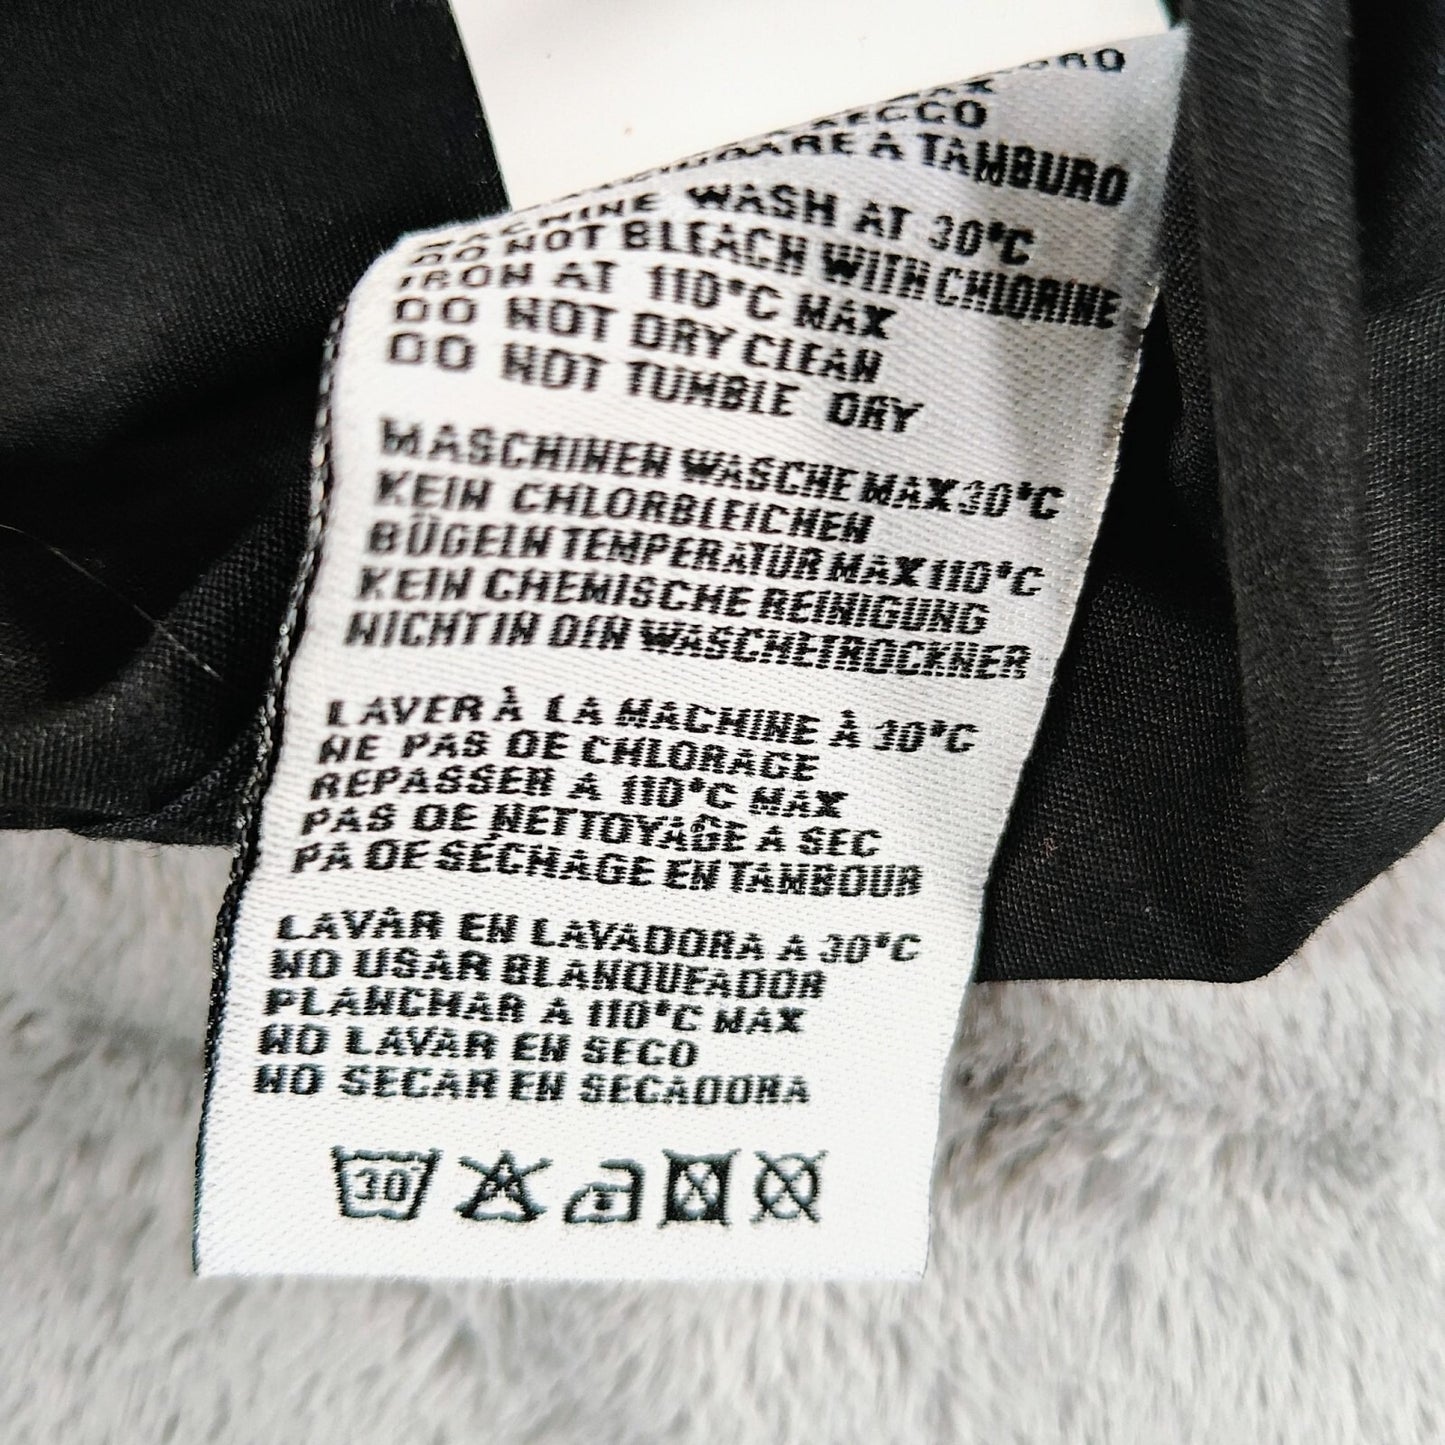 SECCO
A TAMBURO
WASH AT 30°C
DO NOT BLEACH WITH CHLORINE
IRON AT 110°C MAX
DO NOT DRY CLEAN
DO NOT TUMBLE DRY
MASCHINEN WASCHE MAX 30°C
KEIN CHLORBLEICHEN
BÜGELN TEMPERATUR MAX 110°C
KEIN CHEMISCHE REINIGUNG
NICHT IN DEN WASCHETROCKNER
LAVER À LA MACHINE À 30°C
NE PAS DE CHLORAGE
REPASSER A 110°C MAX
PAS DE NETTOYAGE A SEC
PA DE SÉCHAGE EN TAMBOUR
LAVAR EN LAVADORA A 30°C
NO USAR BLANQUEADOR
PLANCHAR A 110°C MAX
NO LAVAR EN SECO
NO SECAR EN SECADORA
30